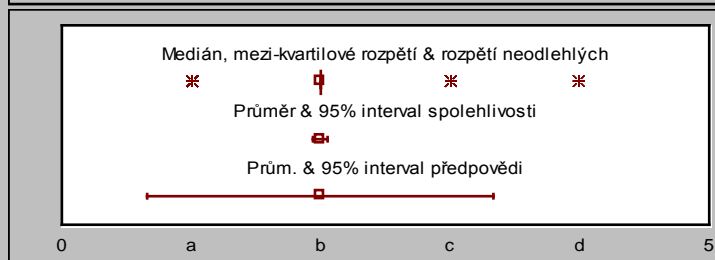 Medián, mezi-kvartilové rozpětí & rozpětí neodlehlých
Průměr & 95% interval spolehlivosti
Prům. & 95% interval předpovědi
0 a b c d 5